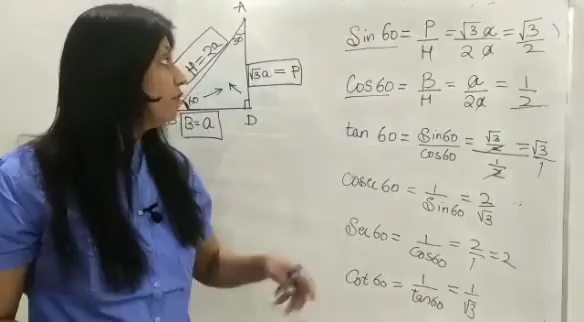 A
30
H = 2a
√3a = P
60
B = a
D
Sin 60 = P/H = √3a/2a = √3/2
Cos 60 = B/H = a/2a = 1/2
tan 60 = Sin60/Cos60 = √3/2 / 1/2 = √3/1
Cosec 60 = 1/Sin60 = 2/√3
Sec 60 = 1/Cos60 = 2/1 = 2
Cot 60 = 1/tan60 = 1/√3